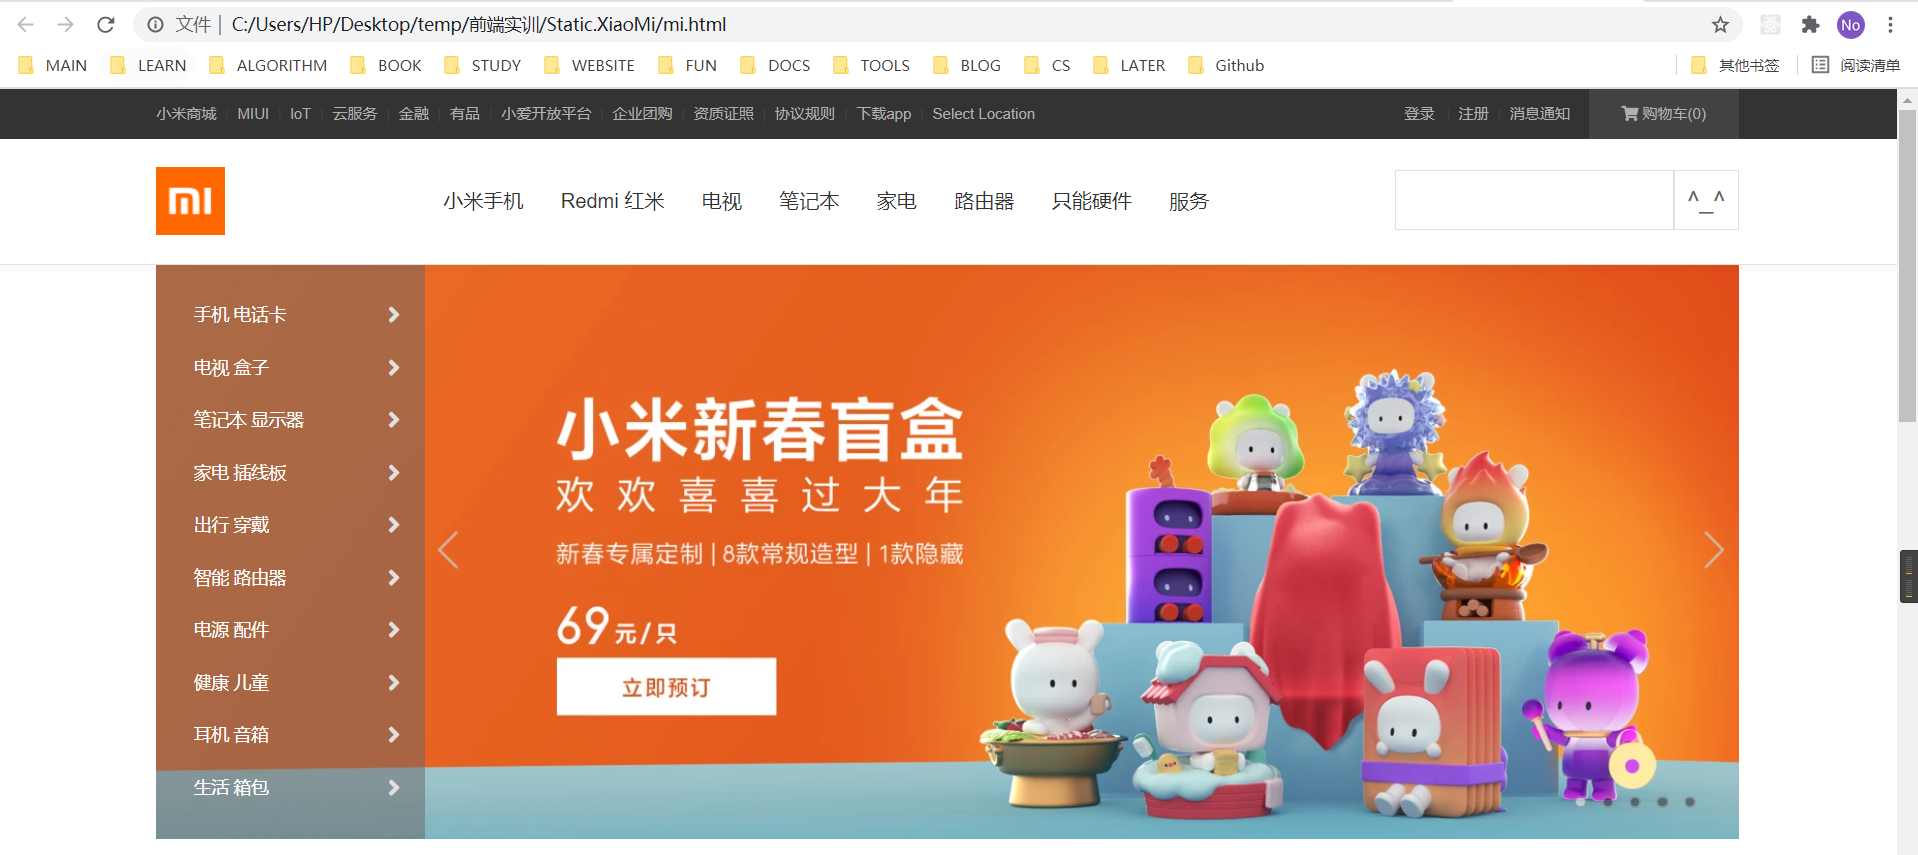 文件 | C:/Users/HP/Desktop/temp/前端实训/Static.XiaoMi/mi.html
No
MAIN LEARN ALGORITHM BOOK STUDY WEBSITE FUN DOCS TOOLS BLOG CS LATER Github 其他书签 阅读清单
小米商城 MIUI IoT 云服务 金融 有品 小爱开放平台 企业团购 资质证照 协议规则 下载app Select Location 登录 注册 消息通知 购物车(0)
mi 小米手机 Redmi 红米 电视 笔记本 家电 路由器 只能硬件 服务 ^_^
手机 电话卡
电视 盒子
笔记本 显示器
家电 插线板
出行 穿戴
智能 路由器
电源 配件
健康 儿童
耳机 音箱
生活 箱包
小米新春盲盒
欢欢喜喜过大年
新春专属定制 | 8款常规造型 | 1款隐藏
69元/只
立即预订